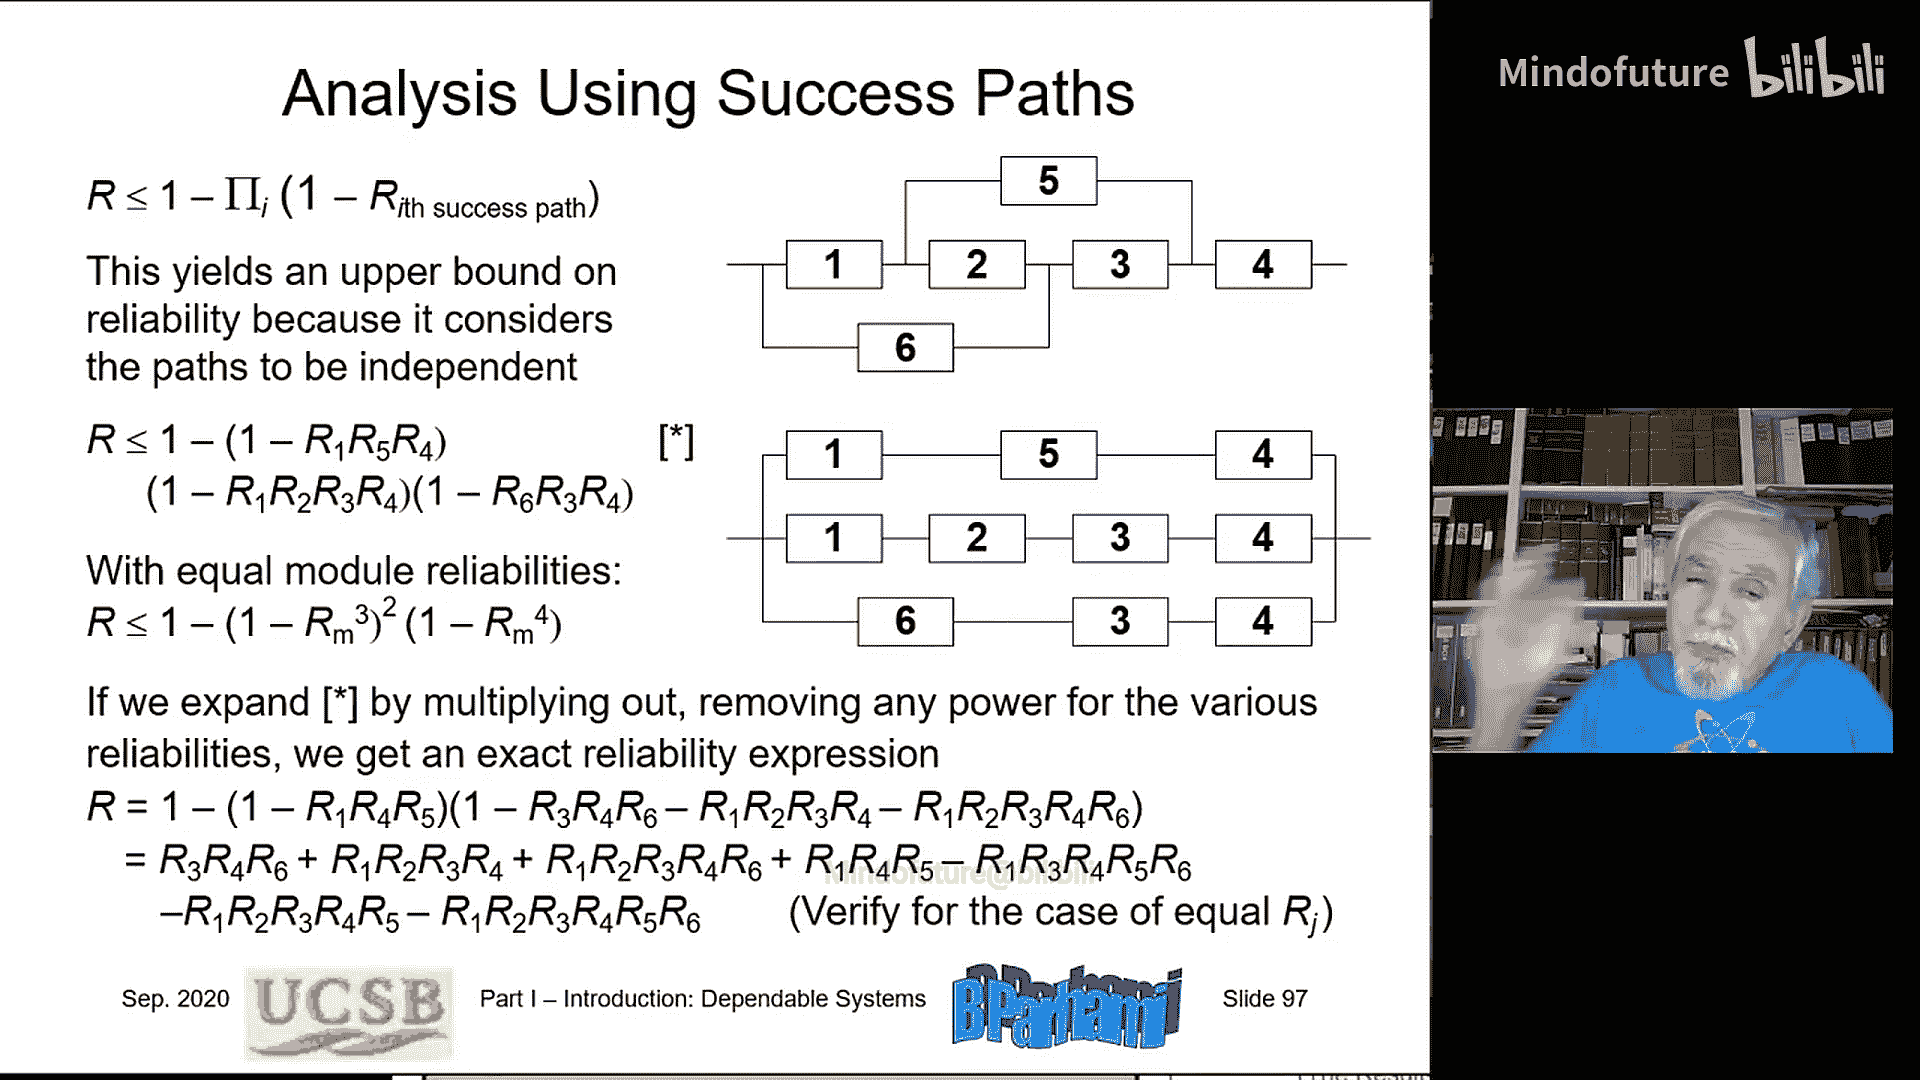 Analysis Using Success Paths
Mindofuture bilibili
R ≤ 1 – Πᵢ (1 – R_ith success path)
This yields an upper bound on
reliability because it considers
the paths to be independent
R ≤ 1 – (1 – R₁R₅R₄) [*]
(1 – R₁R₂R₃R₄)(1 – R₆R₃R₄)
With equal module reliabilities:
R ≤ 1 – (1 – Rₘ³)² (1 – Rₘ⁴)
5
1 2 3 4
6
1 5 4
1 2 3 4
6 3 4
If we expand [*] by multiplying out, removing any power for the various
reliabilities, we get an exact reliability expression
R = 1 – (1 – R₁R₄R₅)(1 – R₃R₄R₆ – R₁R₂R₃R₄ – R₁R₂R₃R₄R₆)
= R₃R₄R₆ + R₁R₂R₃R₄ + R₁R₂R₃R₄R₆ + R₁R₄R₅ – R₁R₃R₄R₅R₆
Mindofuture@bilibili
–R₁R₂R₃R₄R₅ – R₁R₂R₃R₄R₅R₆ (Verify for the case of equal Rⱼ)
Sep. 2020 UCSB Part I – Introduction: Dependable Systems B Parhami Slide 97